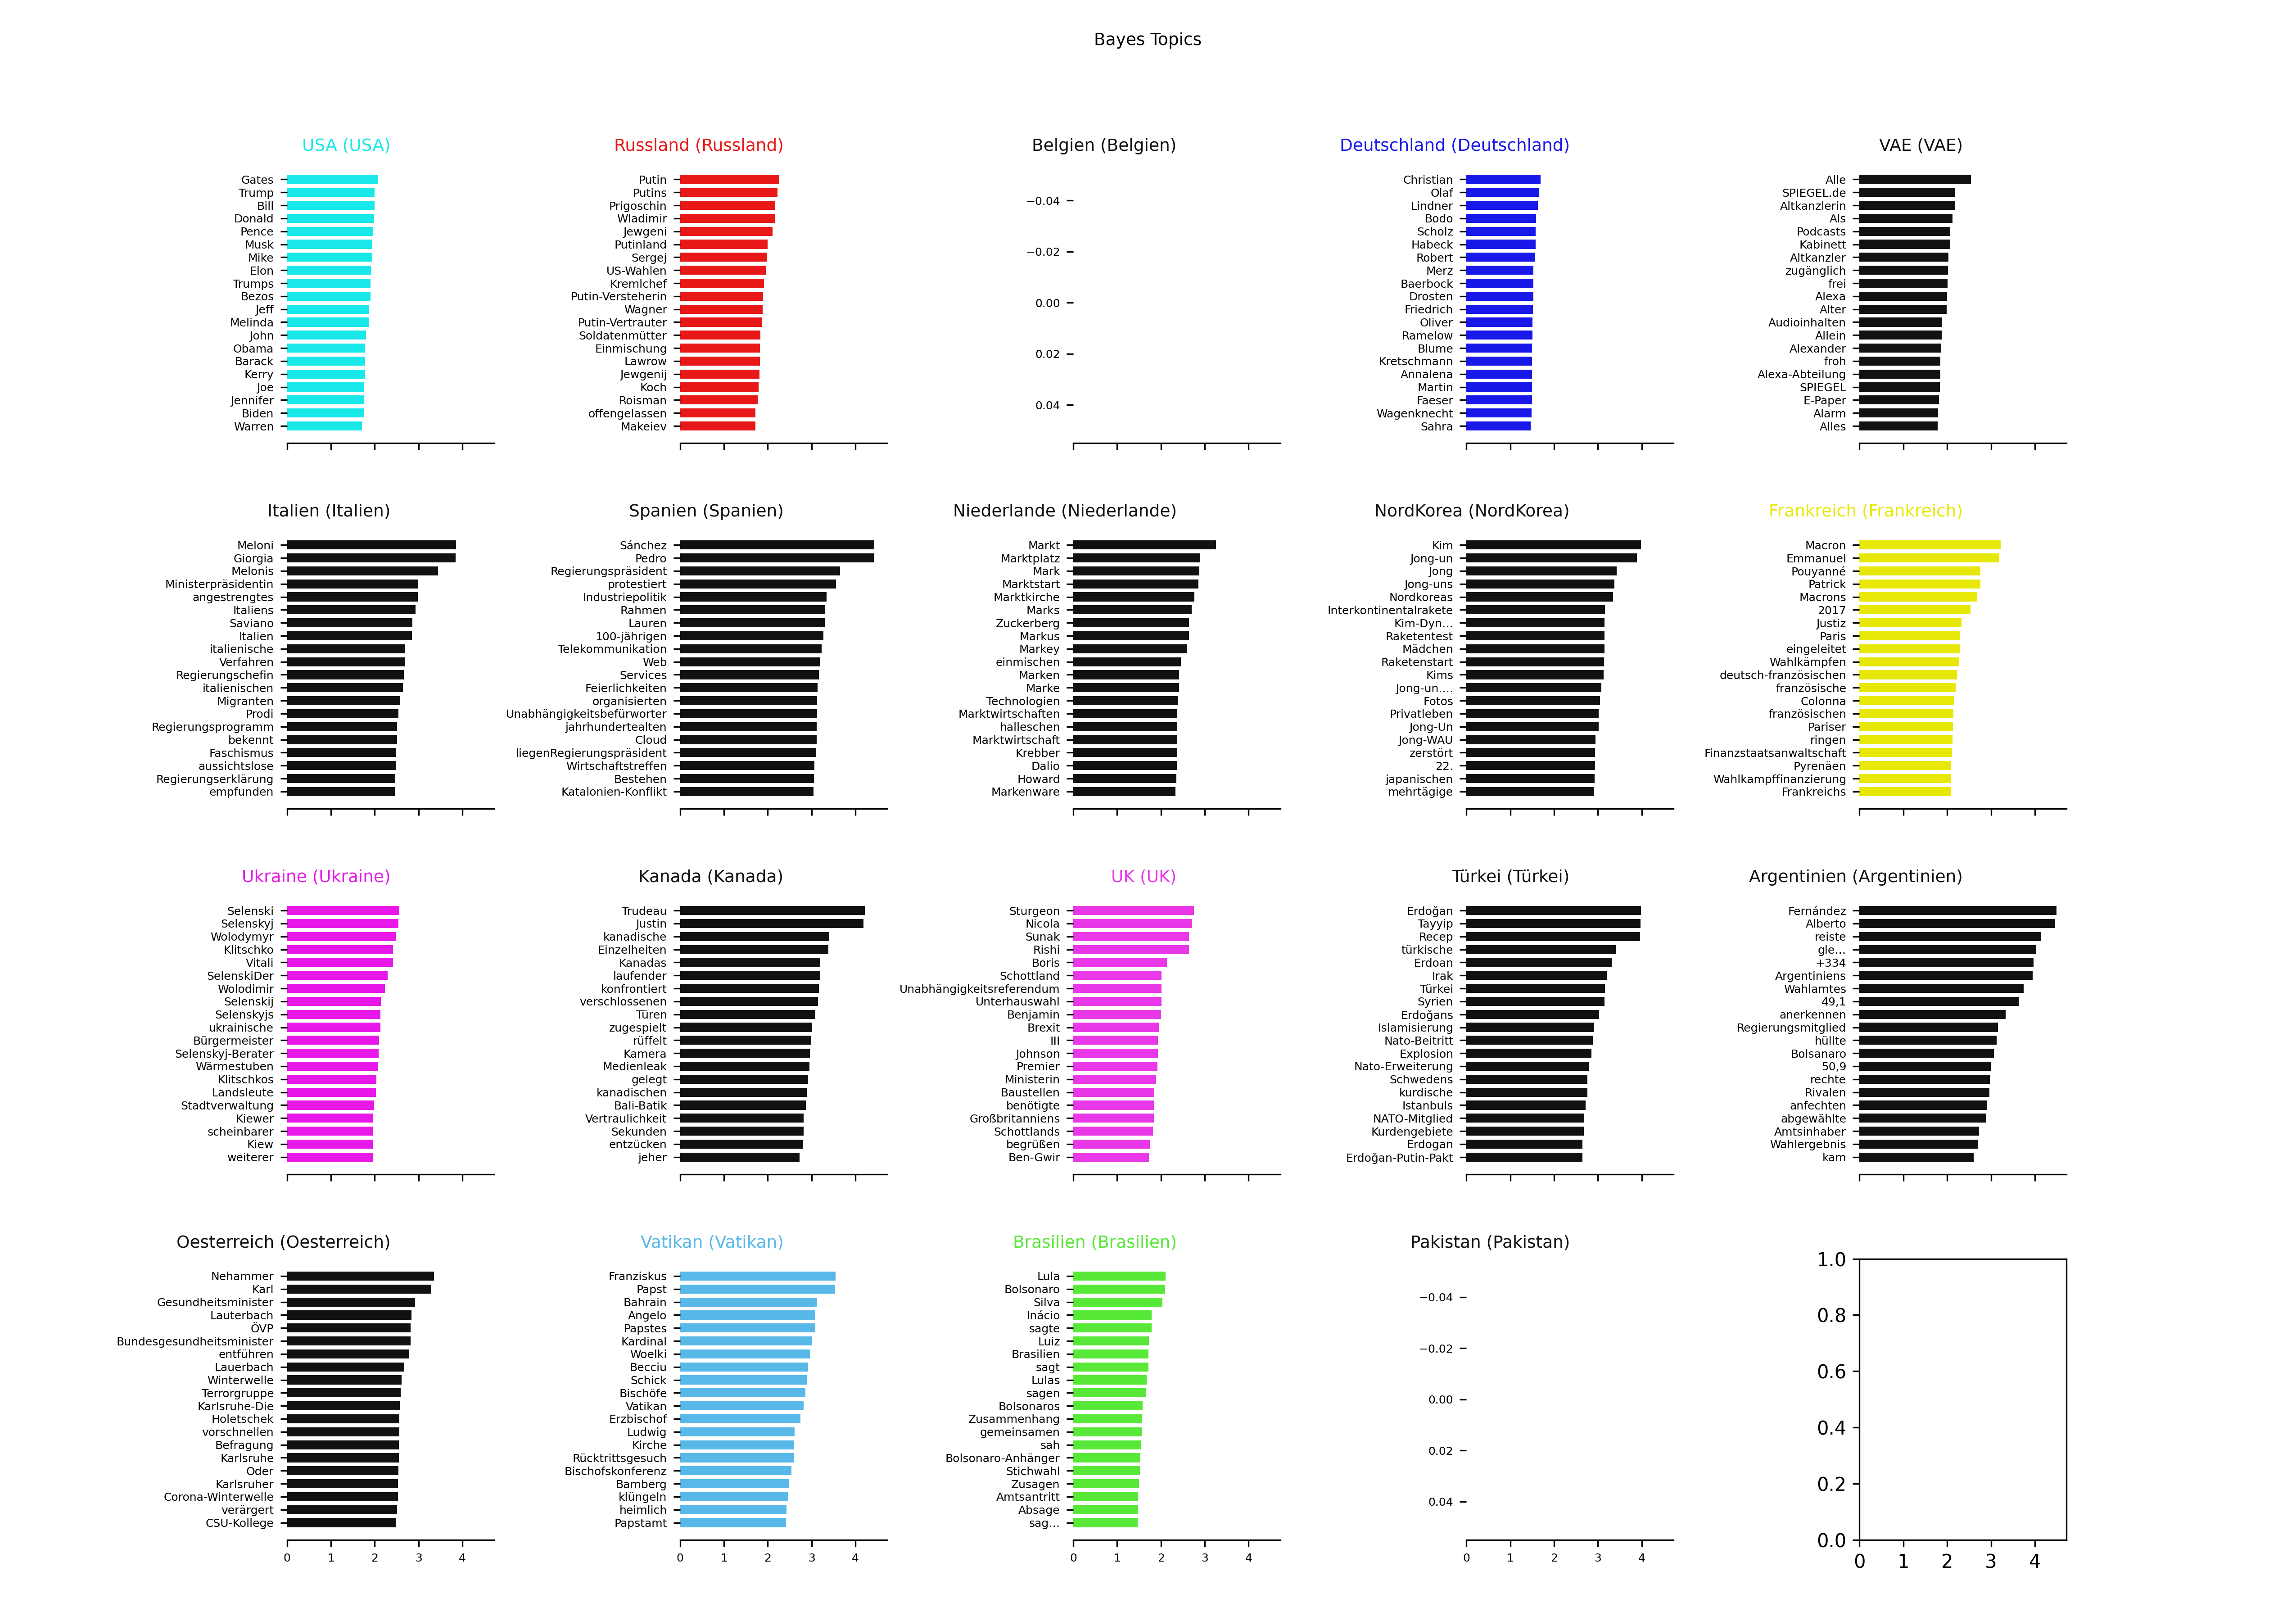 Bayes Topics
USA (USA)
Gates
Trump
Bill
Donald
Pence
Musk
Mike
Elon
Trumps
Bezos
Jeff
Melinda
John
Obama
Barack
Kerry
Joe
Jennifer
Biden
Warren
Russland (Russland)
Putin
Putins
Prigoschin
Wladimir
Jewgeni
Putinland
Sergej
US-Wahlen
Kremlchef
Putin-Versteherin
Wagner
Putin-Vertrauter
Soldatenmütter
Einmischung
Lawrow
Jewgenij
Koch
Roisman
offengelassen
Makeiev
Belgien (Belgien)
−0.04
−0.02
0.00
0.02
0.04
Deutschland (Deutschland)
Christian
Olaf
Lindner
Bodo
Scholz
Habeck
Robert
Merz
Baerbock
Drosten
Friedrich
Oliver
Ramelow
Blume
Kretschmann
Annalena
Martin
Faeser
Wagenknecht
Sahra
VAE (VAE)
Alle
SPIEGEL.de
Altkanzlerin
Als
Podcasts
Kabinett
Altkanzler
zugänglich
frei
Alexa
Alter
Audioinhalten
Allein
Alexander
froh
Alexa-Abteilung
SPIEGEL
E-Paper
Alarm
Alles
Italien (Italien)
Meloni
Giorgia
Melonis
Ministerpräsidentin
angestrengtes
Italiens
Saviano
Italien
italienische
Verfahren
Regierungschefin
italienischen
Migranten
Prodi
Regierungsprogramm
bekennt
Faschismus
aussichtslose
Regierungserklärung
empfunden
Spanien (Spanien)
Sánchez
Pedro
Regierungspräsident
protestiert
Industriepolitik
Rahmen
Lauren
100-jährigen
Telekommunikation
Web
Services
Feierlichkeiten
organisierten
Unabhängigkeitsbefürworter
jahrhundertealten
Cloud
liegenRegierungspräsident
Wirtschaftstreffen
Bestehen
Katalonien-Konflikt
Niederlande (Niederlande)
Markt
Marktplatz
Mark
Marktstart
Marktkirche
Marks
Zuckerberg
Markus
Markey
einmischen
Marken
Marke
Technologien
Marktwirtschaften
halleschen
Marktwirtschaft
Krebber
Dalio
Howard
Markenware
NordKorea (NordKorea)
Kim
Jong-un
Jong
Jong-uns
Nordkoreas
Interkontinentalrakete
Kim-Dyn...
Raketentest
Mädchen
Raketenstart
Kims
Jong-un....
Fotos
Privatleben
Jong-Un
Jong-WAU
zerstört
22.
japanischen
mehrtägige
Frankreich (Frankreich)
Macron
Emmanuel
Pouyanné
Patrick
Macrons
2017
Justiz
Paris
eingeleitet
Wahlkämpfen
deutsch-französischen
französische
Colonna
französischen
Pariser
ringen
Finanzstaatsanwaltschaft
Pyrenäen
Wahlkampffinanzierung
Frankreichs
Ukraine (Ukraine)
Selenski
Selenskyj
Wolodymyr
Klitschko
Vitali
SelenskiDer
Wolodimir
Selenskij
Selenskyjs
ukrainische
Bürgermeister
Selenskyj-Berater
Wärmestuben
Klitschkos
Landsleute
Stadtverwaltung
Kiewer
scheinbarer
Kiew
weiterer
Kanada (Kanada)
Trudeau
Justin
kanadische
Einzelheiten
Kanadas
laufender
konfrontiert
verschlossenen
Türen
zugespielt
rüffelt
Kamera
Medienleak
gelegt
kanadischen
Bali-Batik
Vertraulichkeit
Sekunden
entzücken
jeher
UK (UK)
Sturgeon
Nicola
Sunak
Rishi
Boris
Schottland
Unabhängigkeitsreferendum
Unterhauswahl
Benjamin
Brexit
III
Johnson
Premier
Ministerin
Baustellen
benötigte
Großbritanniens
Schottlands
begrüßen
Ben-Gwir
Türkei (Türkei)
Erdoğan
Tayyip
Recep
türkische
Erdoan
Irak
Türkei
Syrien
Erdoğans
Islamisierung
Nato-Beitritt
Explosion
Nato-Erweiterung
Schwedens
kurdische
Istanbuls
NATO-Mitglied
Kurdengebiete
Erdogan
Erdoğan-Putin-Pakt
Argentinien (Argentinien)
Fernández
Alberto
reiste
gle...
+334
Argentiniens
Wahlamtes
49,1
anerkennen
Regierungsmitglied
hüllte
Bolsanaro
50,9
rechte
Rivalen
anfechten
abgewählte
Amtsinhaber
Wahlergebnis
kam
Oesterreich (Oesterreich)
Nehammer
Karl
Gesundheitsminister
Lauterbach
ÖVP
Bundesgesundheitsminister
entführen
Lauerbach
Winterwelle
Terrorgruppe
Karlsruhe-Die
Holetschek
vorschnellen
Befragung
Karlsruhe
Oder
Karlsruher
Corona-Winterwelle
verärgert
CSU-Kollege
0 1 2 3 4
Vatikan (Vatikan)
Franziskus
Papst
Bahrain
Angelo
Papstes
Kardinal
Woelki
Becciu
Schick
Bischöfe
Vatikan
Erzbischof
Ludwig
Kirche
Rücktrittsgesuch
Bischofskonferenz
Bamberg
klüngeln
heimlich
Papstamt
0 1 2 3 4
Brasilien (Brasilien)
Lula
Bolsonaro
Silva
Inácio
sagte
Luiz
Brasilien
sagt
Lulas
sagen
Bolsonaros
Zusammenhang
gemeinsamen
sah
Bolsonaro-Anhänger
Stichwahl
Zusagen
Amtsantritt
Absage
sag...
0 1 2 3 4
Pakistan (Pakistan)
−0.04
−0.02
0.00
0.02
0.04
0 1 2 3 4
1.0
0.8
0.6
0.4
0.2
0.0
0 1 2 3 4